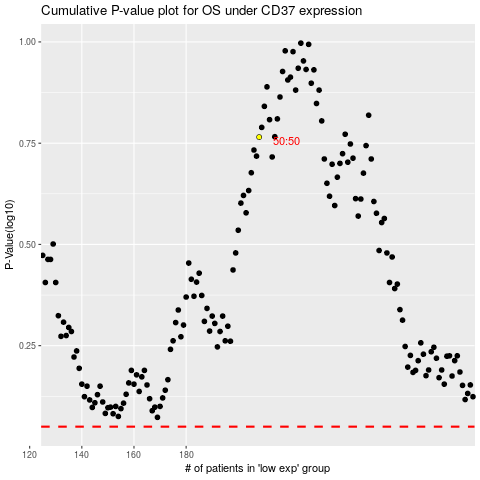 Cumulative P-value plot for OS under CD37 expression
1.00
0.75
0.50
0.25
P-Value(log10)
50:50
120 140 160 180
# of patients in 'low exp' group